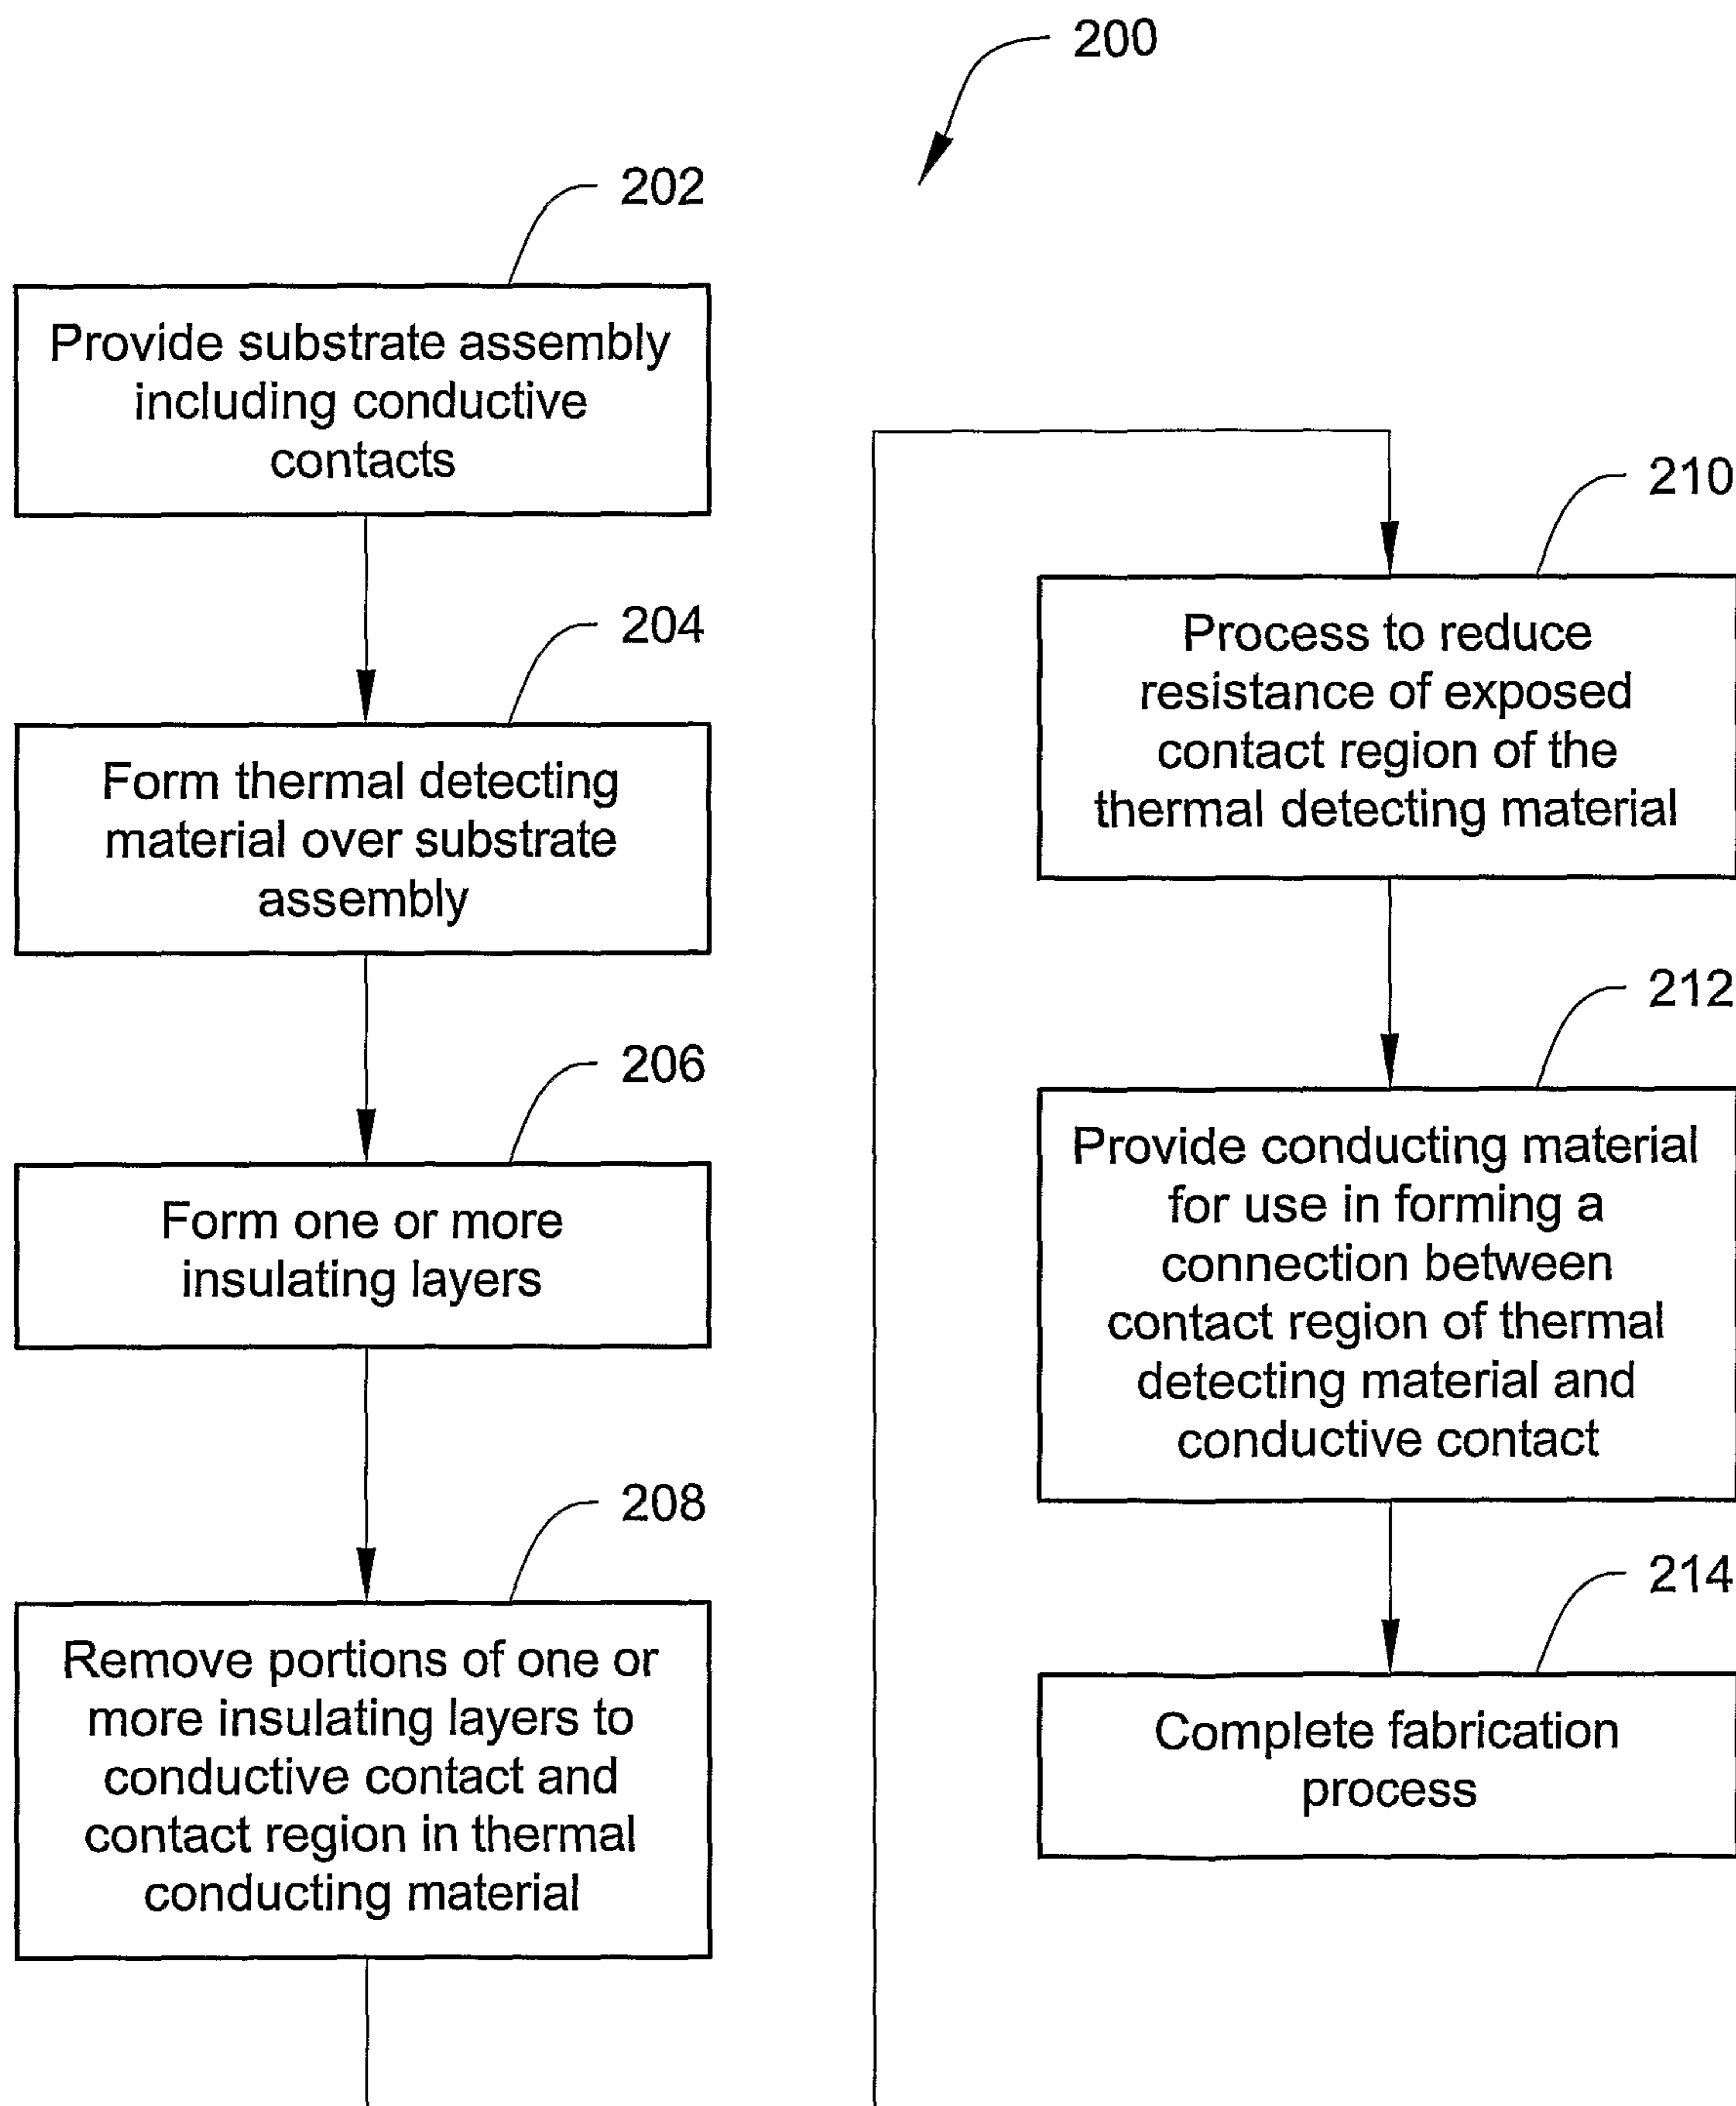 200
202
Provide substrate assembly
including conductive
contacts
204
Form thermal detecting
material over substrate
assembly
206
Form one or more
insulating layers
208
Remove portions of one or
more insulating layers to
conductive contact and
contact region in thermal
conducting material
210
Process to reduce
resistance of exposed
contact region of the
thermal detecting material
212
Provide conducting material
for use in forming a
connection between
contact region of thermal
detecting material and
conductive contact
214
Complete fabrication
process